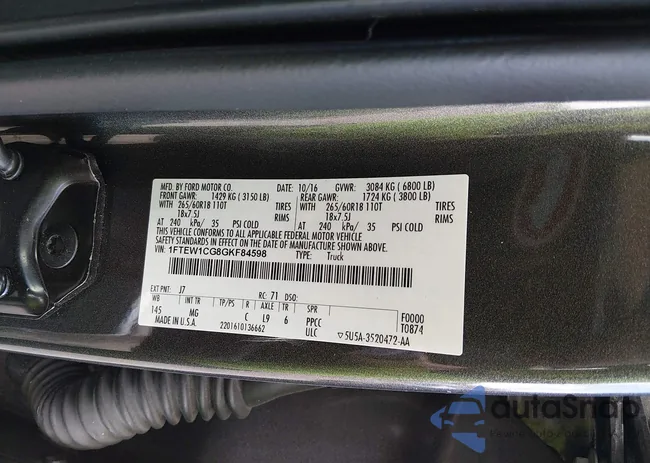 MFD. BY FORD MOTOR CO. 10/16 GVWR: 3084 KG ( 6800 LB)
FRONT GAWR: 1429 KG ( 3150 LB) REAR GAWR: 1724 KG ( 3800 LB)
WITH 265/60R18 110T TIRES WITH 265/60R18 110T TIRES
18x7.5J RIMS 18x7.5J RIMS
AT 240 kPa/ 35 PSI COLD AT 240 kPa/ 35 PSI COLD
THIS VEHICLE CONFORMS TO ALL APPLICABLE FEDERAL MOTOR VEHICLE
SAFETY STANDARDS IN EFFECT ON THE DATE OF MANUFACTURE SHOWN ABOVE.
VIN: 1FTEW1CG8GKF84598 TYPE: Truck
EXT PNT: J7 RC: 71 DSO:
WB INT TR TP/PS R AXLE TR SPR F0000
145 MG C L9 6 PPCC T0874
MADE IN U.S.A. 2201610136662 ULC ▽5U5A-3520472-AA
autoSnap